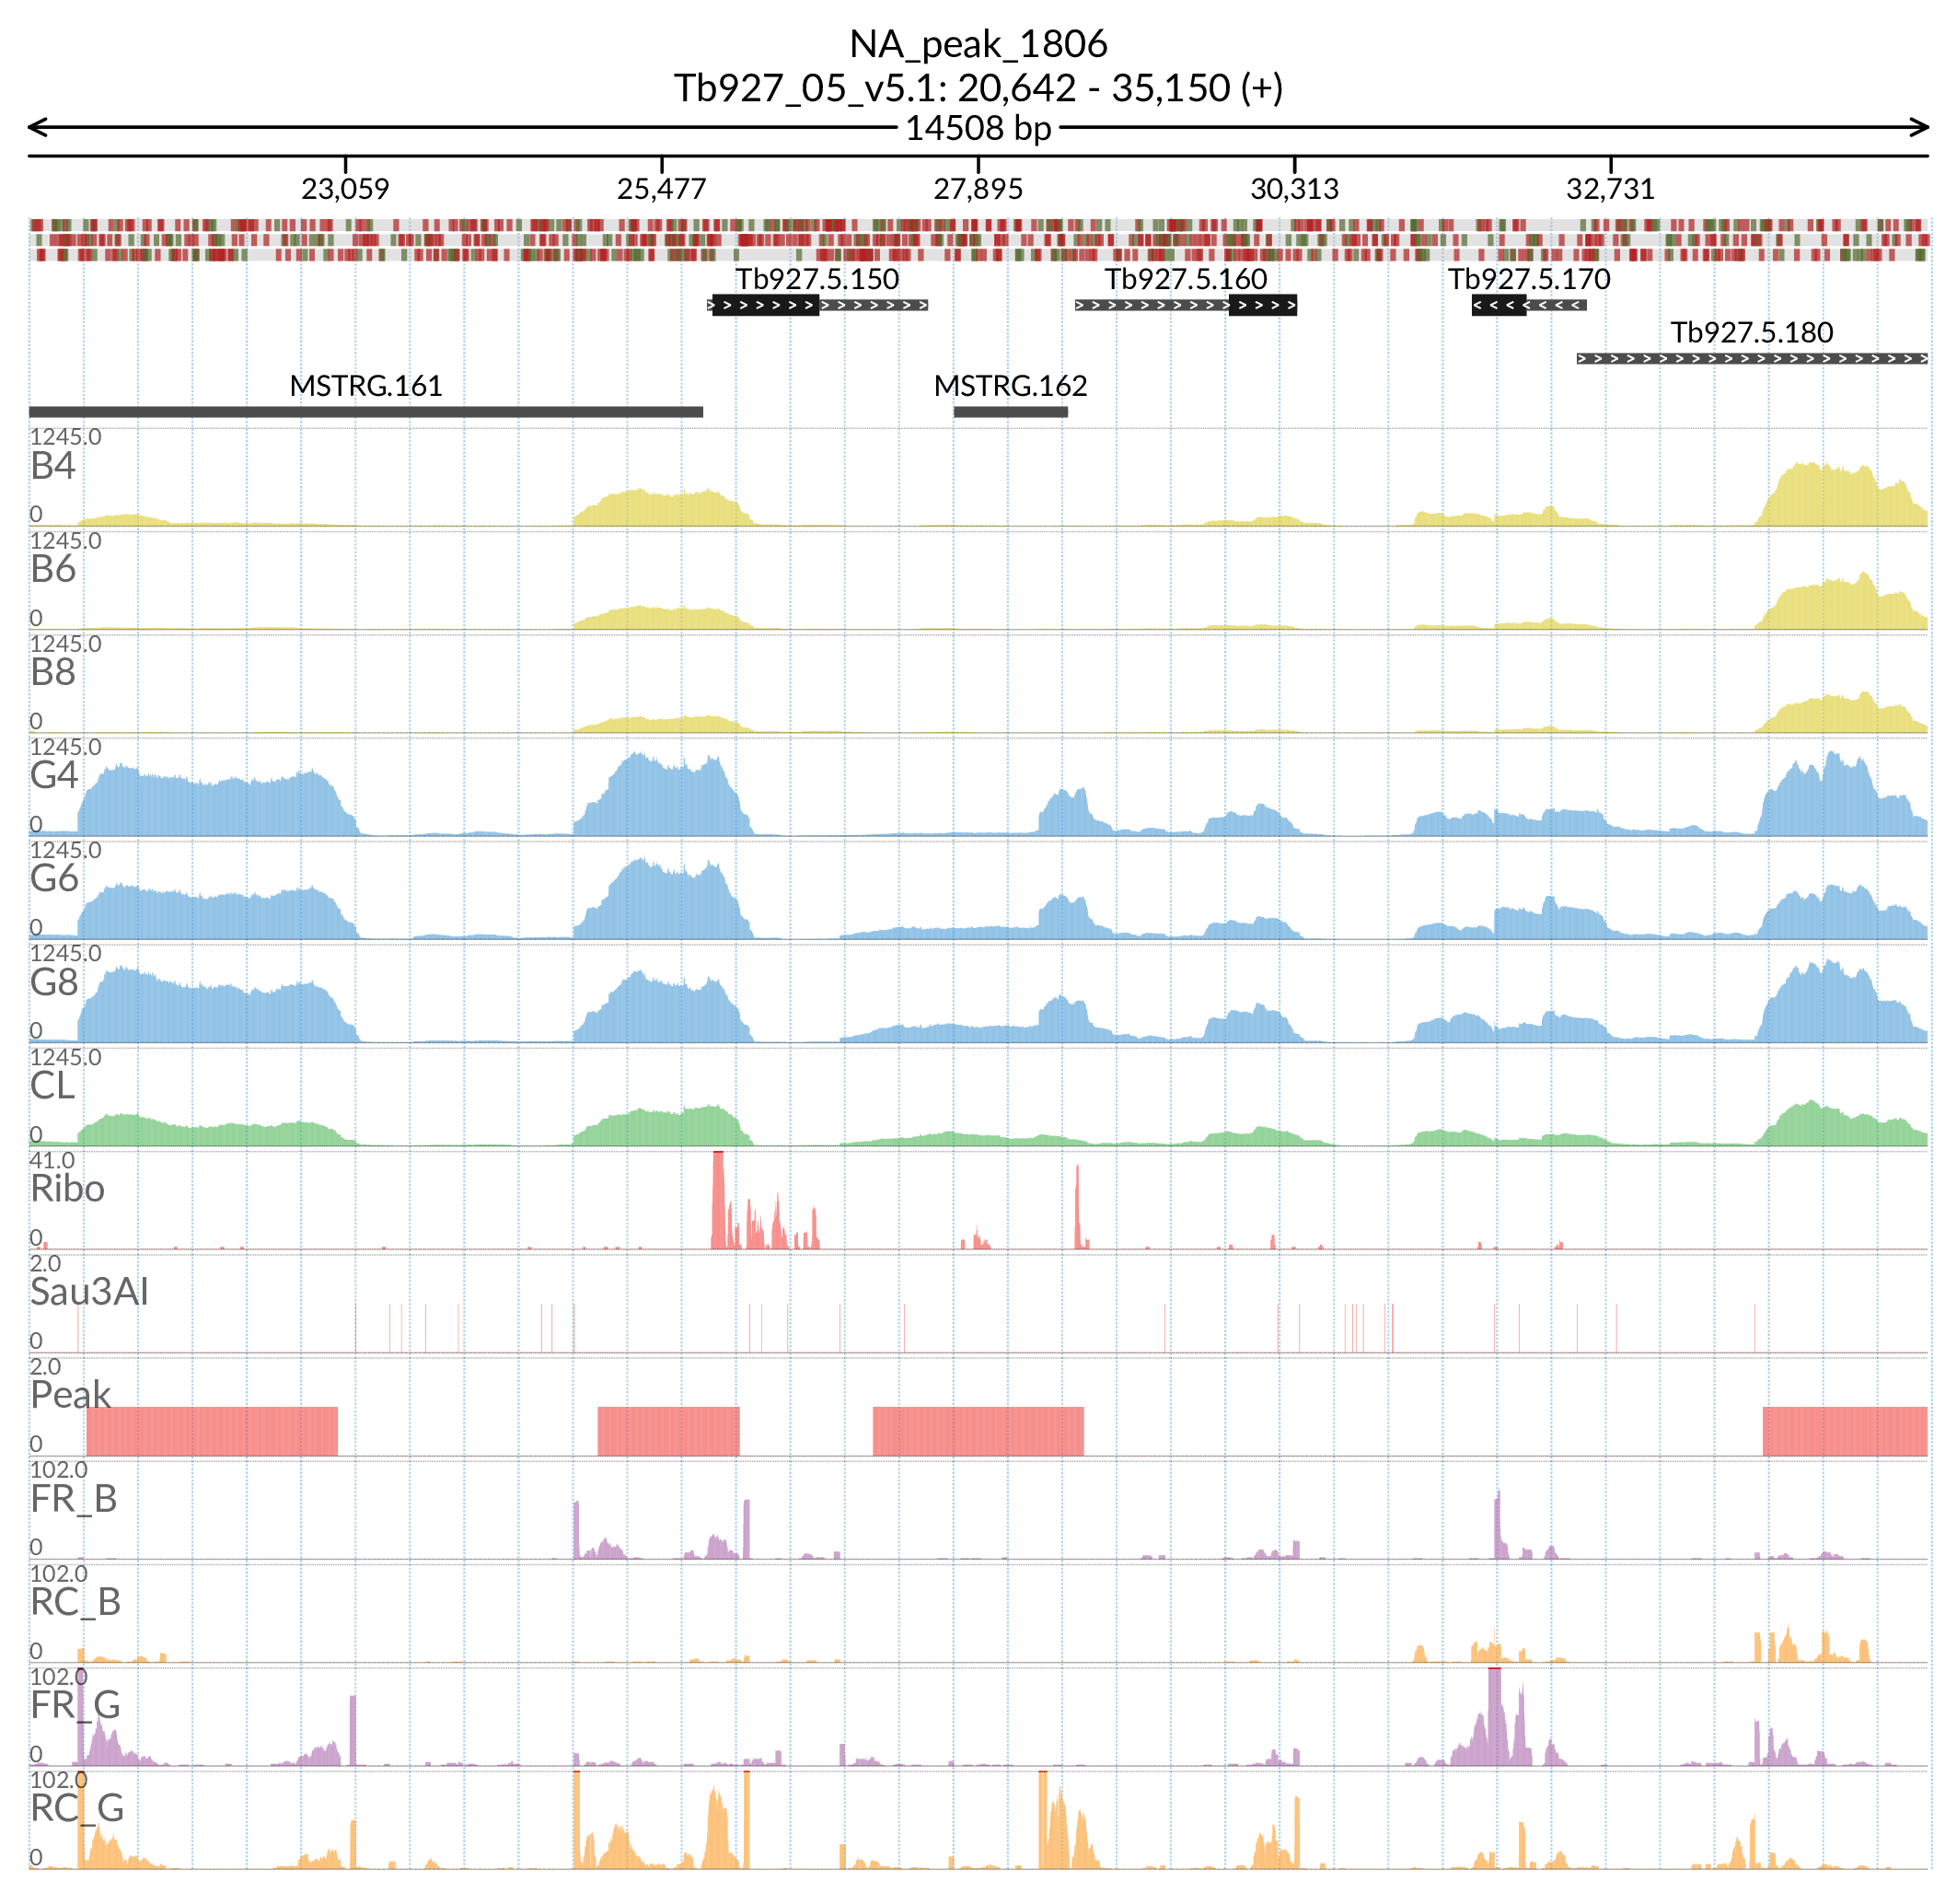 NA_peak_1806
Tb927_05_v5.1: 20,642 - 35,150 (+)
14508 bp
23,059 25,477 27,895 30,313 32,731
Tb927.5.150 Tb927.5.160 Tb927.5.170
Tb927.5.180
MSTRG.161 MSTRG.162
1245.0
B4
0
1245.0
B6
0
1245.0
B8
0
1245.0
G4
0
1245.0
G6
0
1245.0
G8
0
1245.0
CL
0
41.0
Ribo
0
2.0
Sau3AI
0
2.0
Peak
0
102.0
FR_B
0
102.0
RC_B
0
102.0
FR_G
0
102.0
RC_G
0